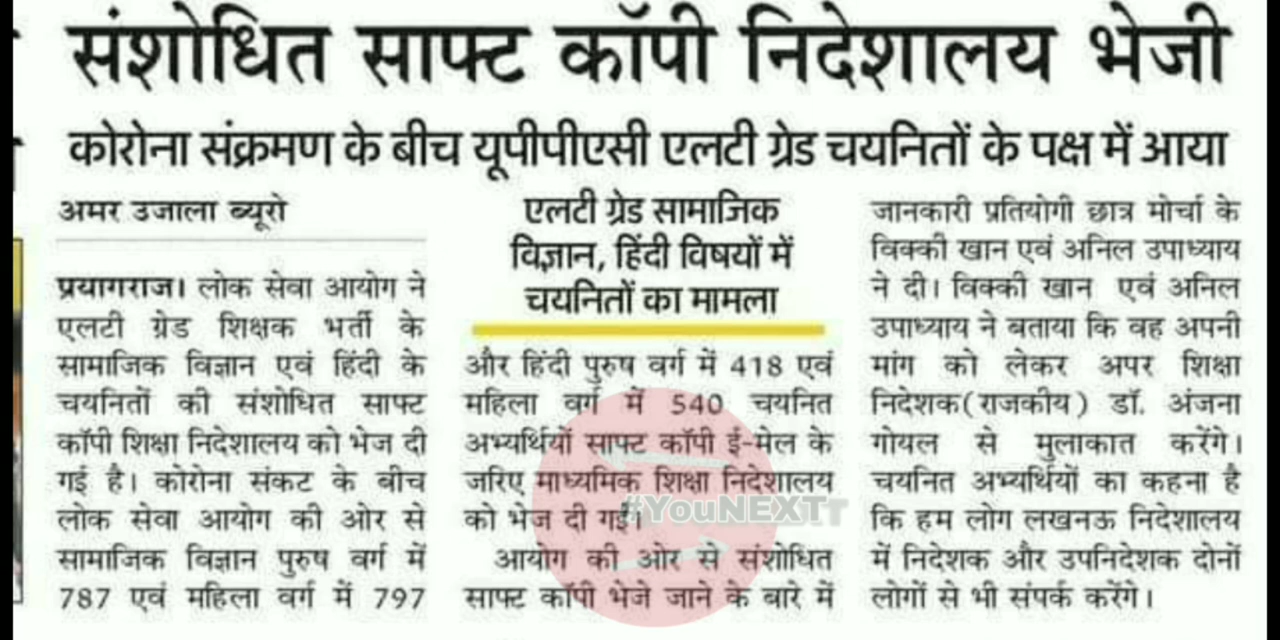 संशोधित साफ्ट कॉपी निदेशालय भेजी
कोरोना संक्रमण के बीच यूपीपीएससी एलटी ग्रेड चयनितों के पक्ष में आया
अमर उजाला ब्यूरो
प्रयागराज। लोक सेवा आयोग ने
एलटी ग्रेड शिक्षक भर्ती के
सामाजिक विज्ञान एवं हिंदी के
चयनितों की संशोधित साफ्ट
कॉपी शिक्षा निदेशालय को भेज दी
गई है। कोरोना संकट के बीच
लोक सेवा आयोग की ओर से
सामाजिक विज्ञान पुरुष वर्ग में
787 एवं महिला वर्ग में 797
एलटी ग्रेड सामाजिक
विज्ञान, हिंदी विषयों में
चयनितों का मामला
और हिंदी पुरुष वर्ग में 418 एवं
महिला वर्ग में 540 चयनित
अभ्यर्थियों साफ्ट कॉपी ई-मेल के
जरिए माध्यमिक शिक्षा निदेशालय
को भेज दी गई।
#YouNEXTT
आयोग की ओर से संशोधित
साफ्ट कॉपी भेजे जाने के बारे में
जानकारी प्रतियोगी छात्र मोर्चा के
विक्की खान एवं अनिल उपाध्याय
ने दी। विक्की खान एवं अनिल
उपाध्याय ने बताया कि वह अपनी
मांग को लेकर अपर शिक्षा
निदेशक(राजकीय) डॉ. अंजना
गोयल से मुलाकात करेंगे।
चयनित अभ्यर्थियों का कहना है
कि हम लोग लखनऊ निदेशालय
में निदेशक और उपनिदेशक दोनों
लोगों से भी संपर्क करेंगे।